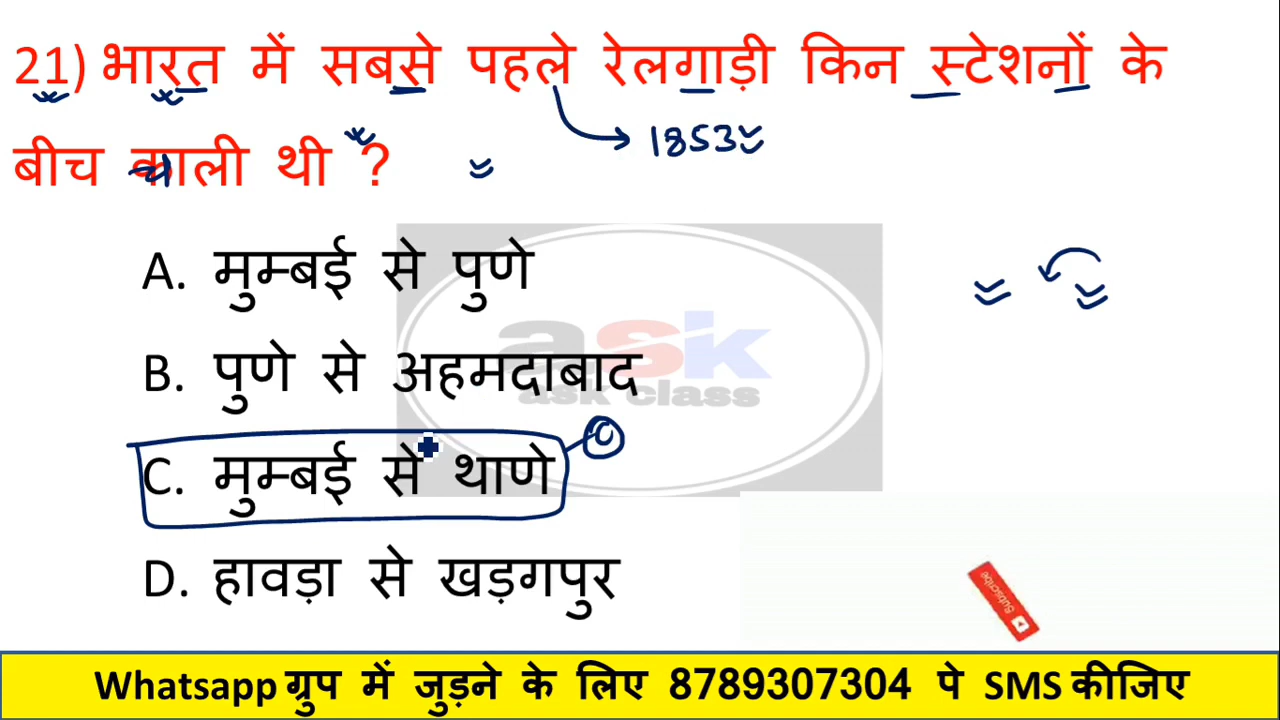 21) भारत में सबसे पहले रेलगाड़ी किन स्टेशनों के
1853
बीच काली थी ?
A. मुम्बई से पुणे
B. पुणे से अहमदाबाद
ask
ask class
C. मुम्बई से थाणे
D. हावड़ा से खड़गपुर
Subscribe
Whatsapp ग्रुप में जुड़ने के लिए 8789307304 पे SMS कीजिए